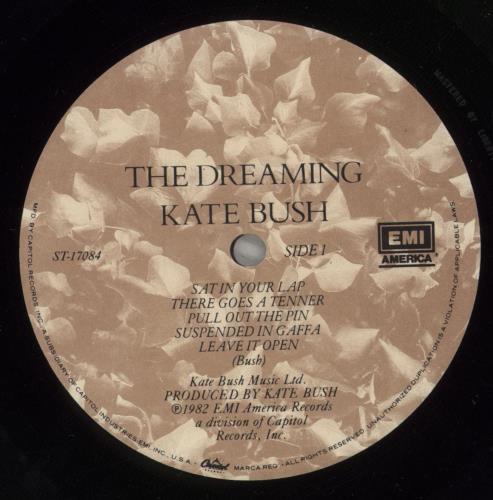 THE DREAMING
KATE BUSH
ST-17084
SIDE 1
EMI
AMERICA
SAT IN YOUR LAP
THERE GOES A TENNER
PULL OUT THE PIN
SUSPENDED IN GAFFA
LEAVE IT OPEN
(Bush)
Kate Bush Music Ltd.
PRODUCED BY KATE BUSH
℗1982 EMI America Records
a division of Capitol
Records, Inc.
MFD. BY CAPITOL RECORDS, INC. A SUBSIDIARY OF CAPITOL INDUSTRIES-EMI, INC. • U.S.A. • Capitol MARCA REG. • ALL RIGHTS RESERVED. UNAUTHORIZED DUPLICATION IS A VIOLATION OF APPLICABLE LAWS.
MASTERED BY